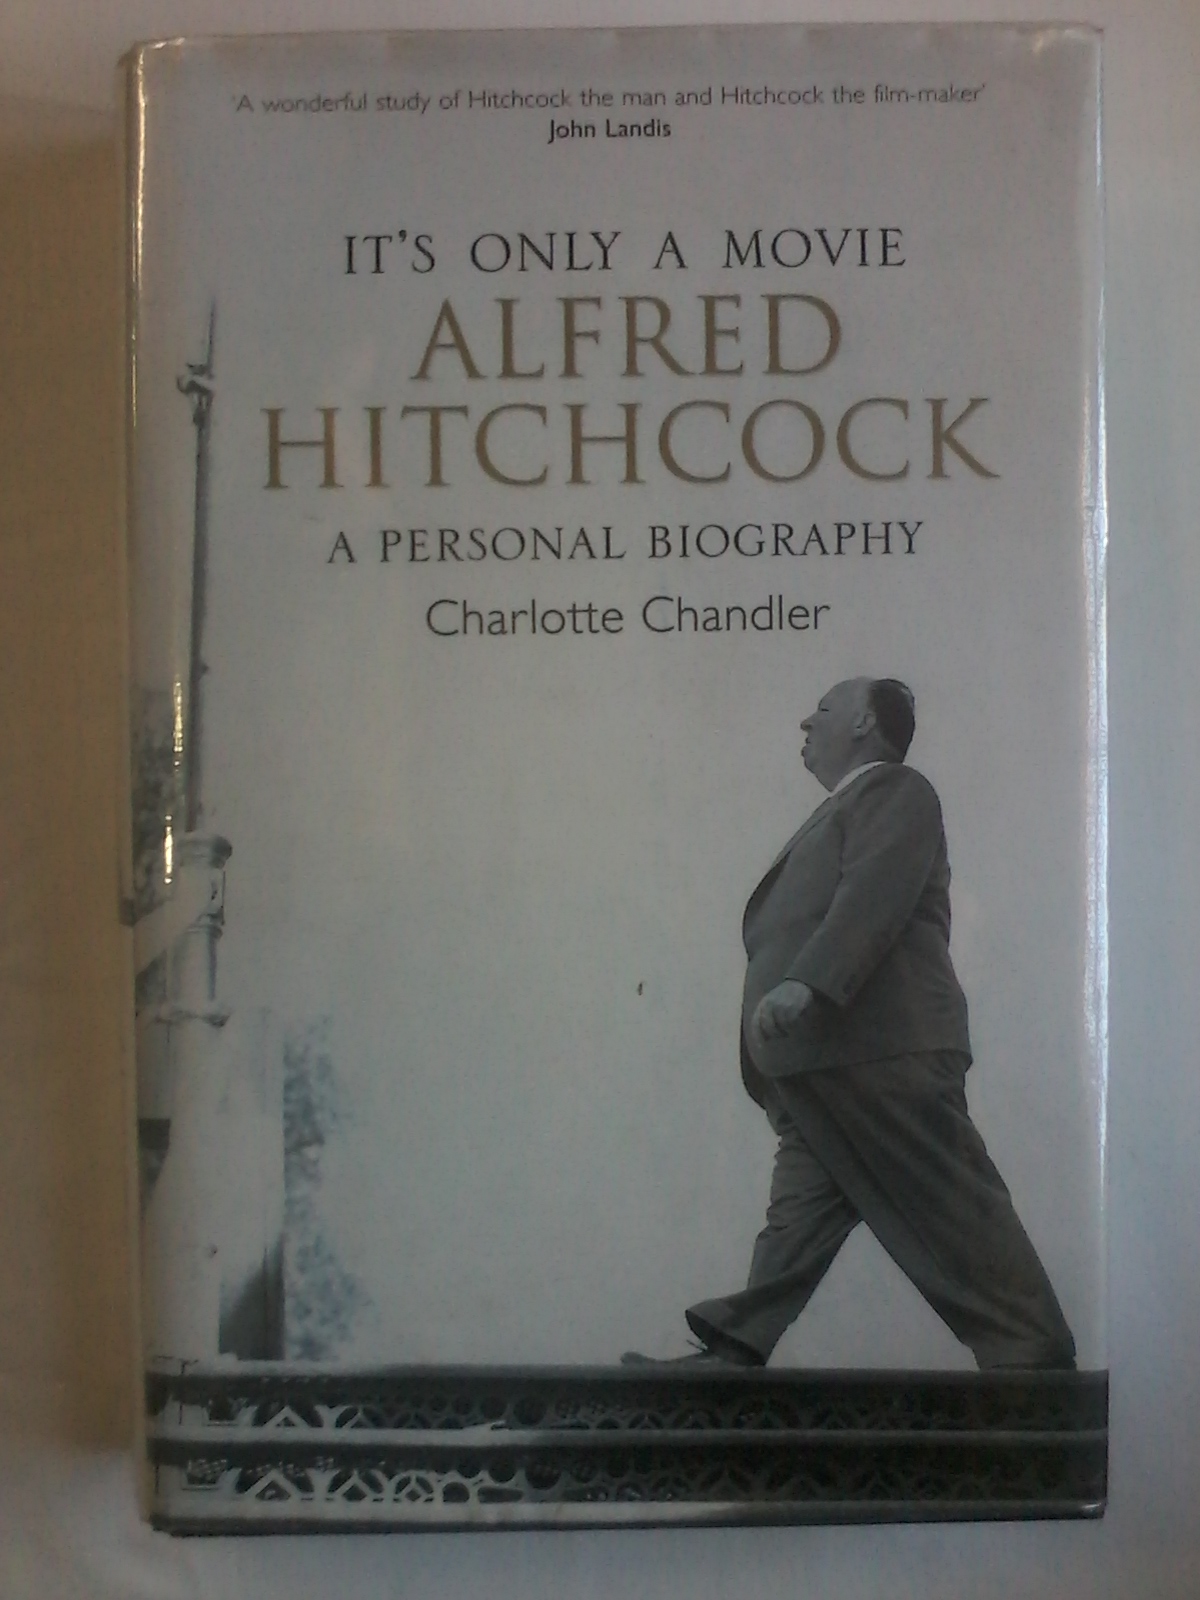 'A wonderful study of Hitchcock the man and Hitchcock the film-maker'
John Landis
IT'S ONLY A MOVIE
ALFRED
HITCHCOCK
A PERSONAL BIOGRAPHY
Charlotte Chandler